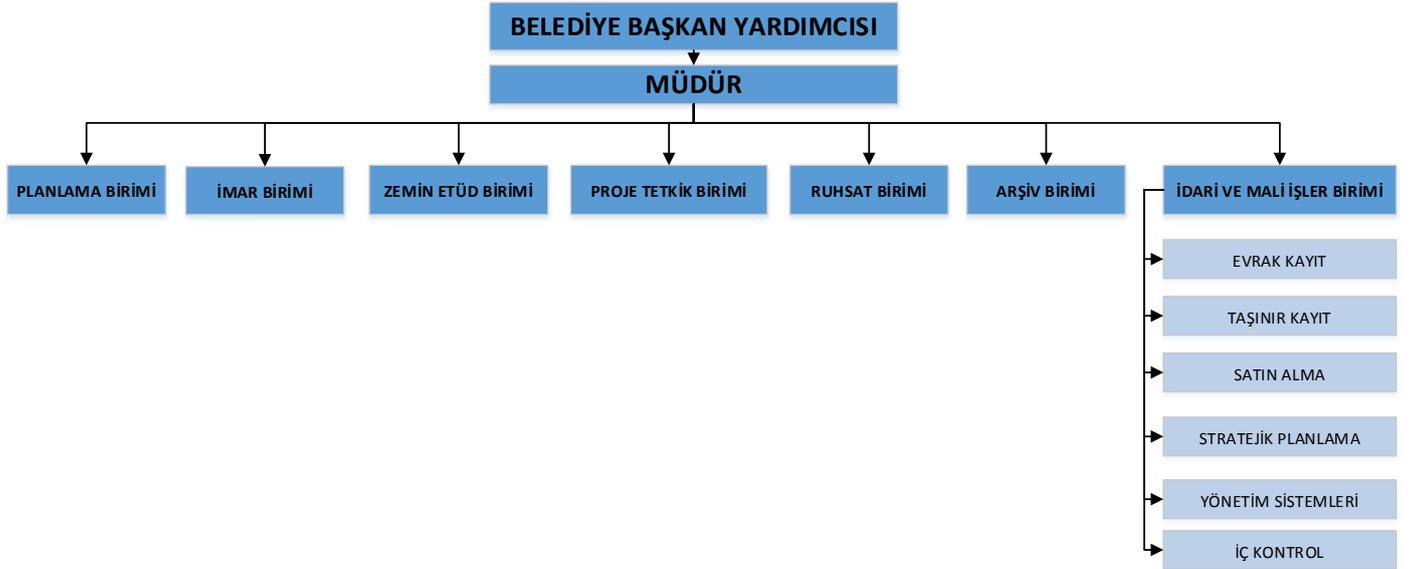 BELEDİYE BAŞKAN YARDIMCISI
MÜDÜR
PLANLAMA BİRİMİ
İMAR BİRİMİ
ZEMİN ETÜD BİRİMİ
PROJE TETKİK BİRİMİ
RUHSAT BİRİMİ
ARŞİV BİRİMİ
İDARİ VE MALİ İŞLER BİRİMİ
EVRAK KAYIT
TAŞINIR KAYIT
SATIN ALMA
STRATEJİK PLANLAMA
YÖNETİM SİSTEMLERİ
İÇ KONTROL